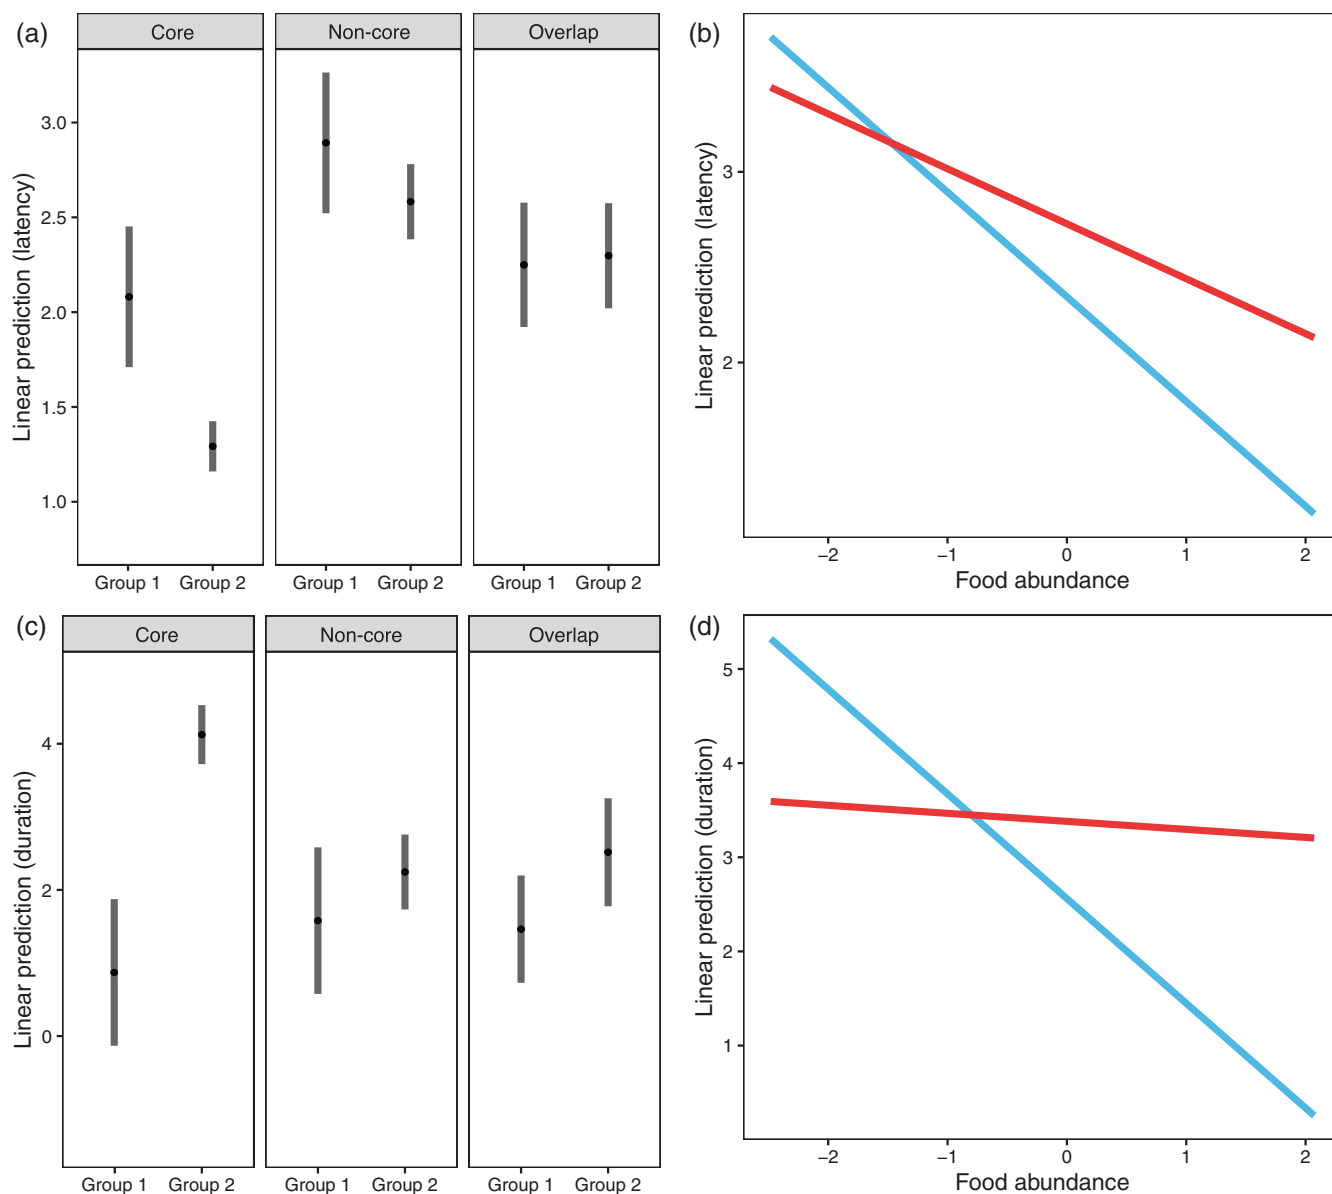 (a)
Core
Non-core
Overlap
Linear prediction (latency)
3.0
2.5
2.0
1.5
1.0
Group 1
Group 2
Group 1
Group 2
Group 1
Group 2
(b)
Linear prediction (latency)
3
2
−2
−1
0
1
2
Food abundance
(c)
Core
Non-core
Overlap
Linear prediction (duration)
4
2
0
Group 1
Group 2
Group 1
Group 2
Group 1
Group 2
(d)
Linear prediction (duration)
5
4
3
2
1
−2
−1
0
1
2
Food abundance